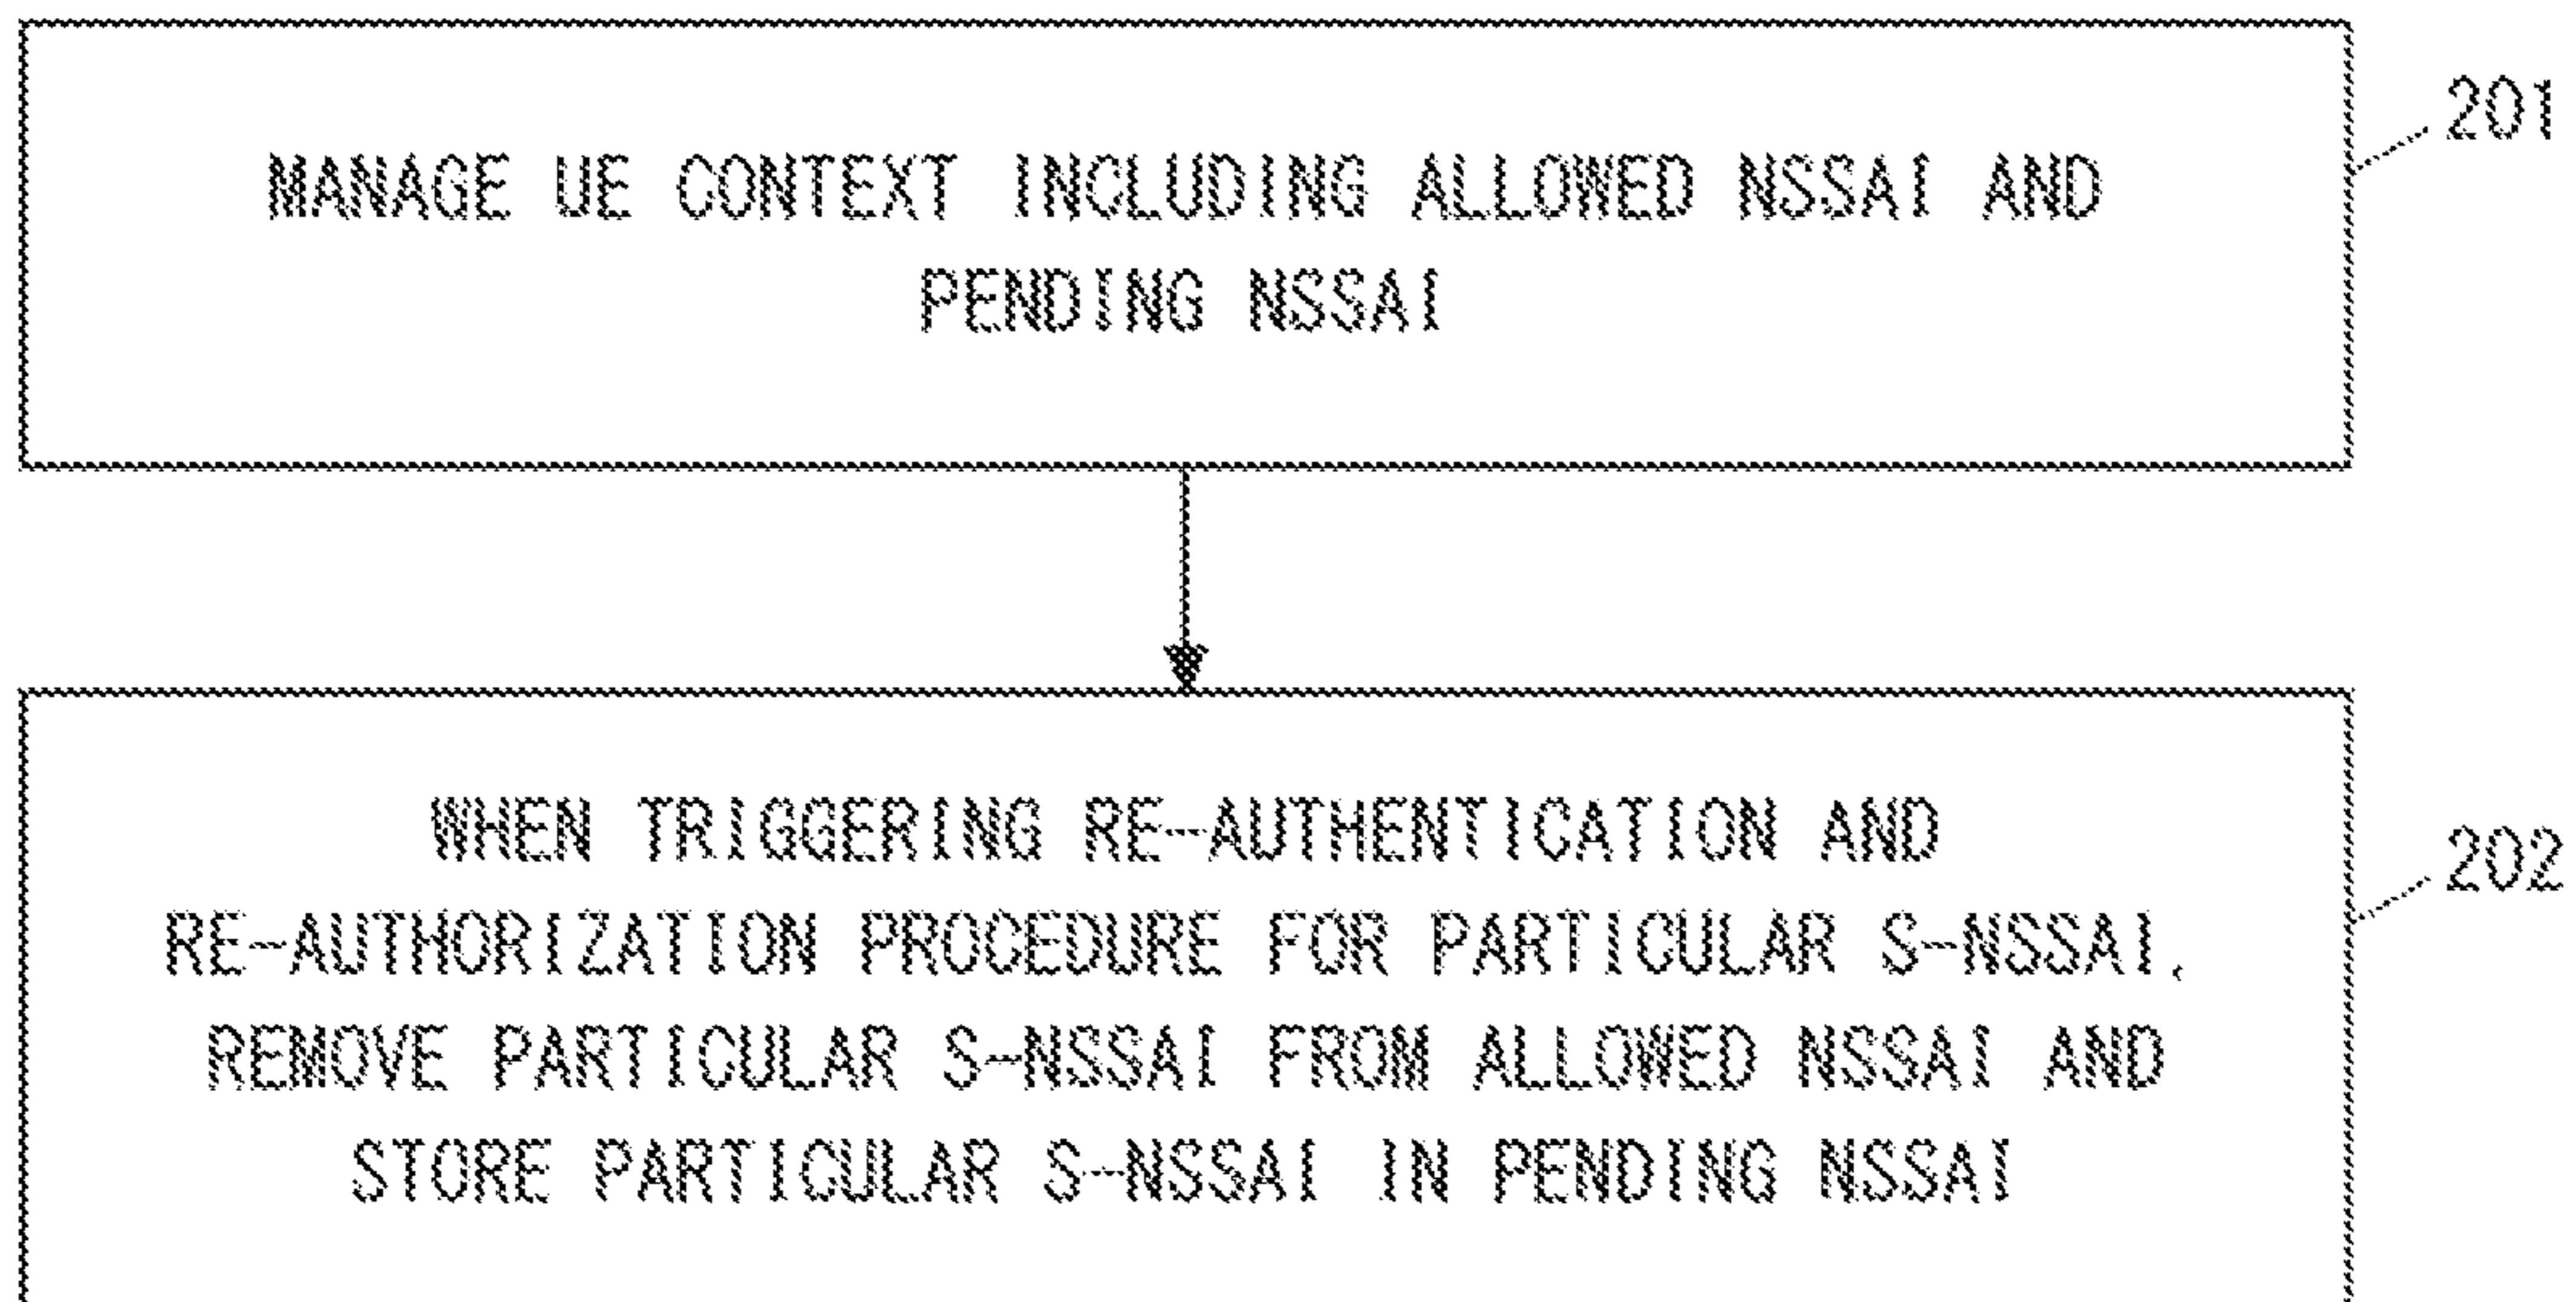 MANAGE UE CONTEXT INCLUDING ALLOWED NSSAI AND
PENDING NSSAI
201
WHEN TRIGGERING RE-AUTHENTICATION AND
RE-AUTHORIZATION PROCEDURE FOR PARTICULAR S-NSSAI,
REMOVE PARTICULAR S-NSSAI FROM ALLOWED NSSAI AND
STORE PARTICULAR S-NSSAI IN PENDING NSSAI
202